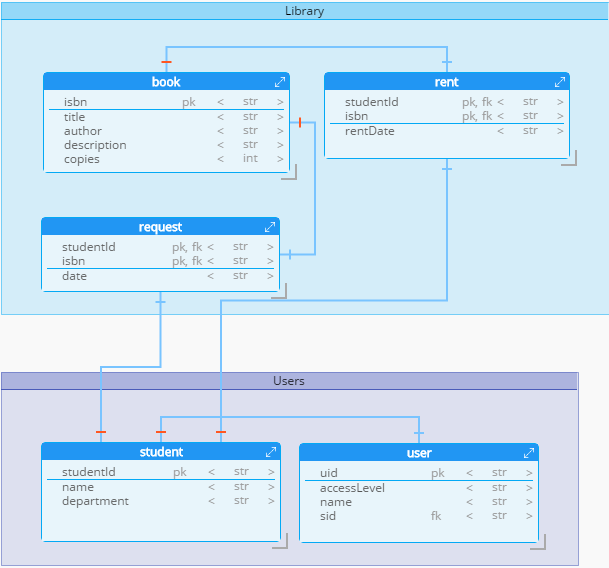 Library
book
isbn pk < str >
title < str >
author < str >
description < str >
copies < int >
rent
studentId pk, fk < str >
isbn pk, fk < str >
rentDate < str >
request
studentId pk, fk < str >
isbn pk, fk < str >
date < str >
Users
student
studentId pk < str >
name < str >
department < str >
user
uid pk < str >
accessLevel < str >
name < str >
sid fk < str >